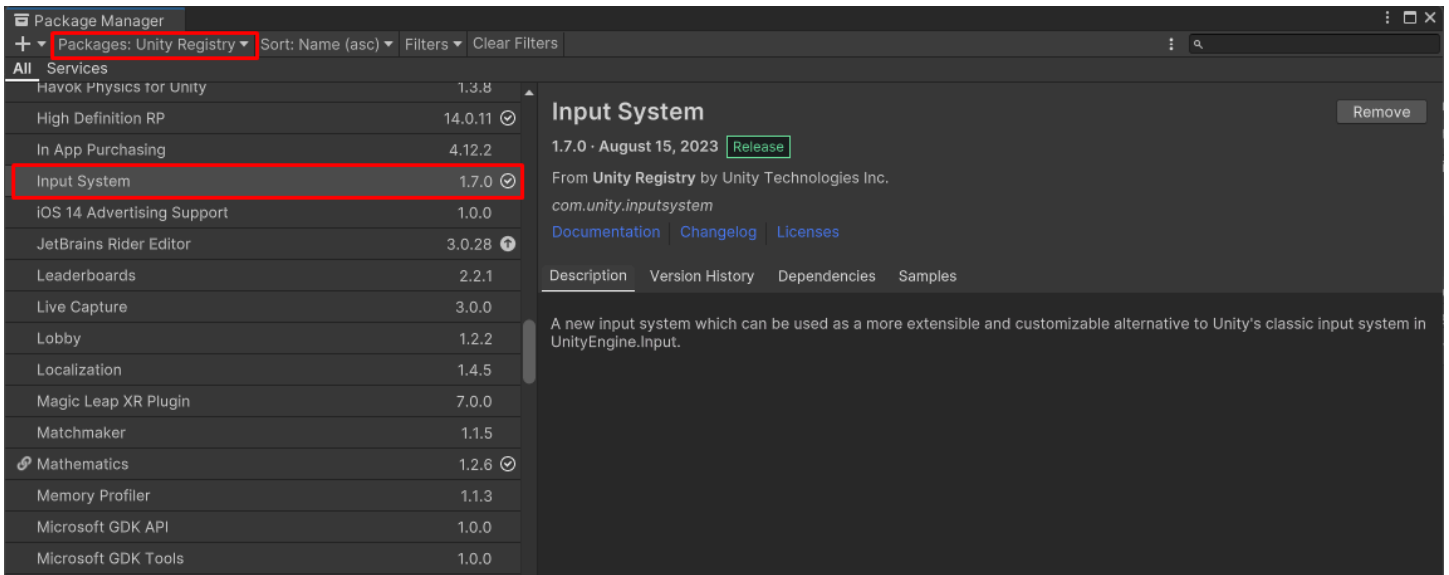 Package Manager
Packages: Unity Registry Sort: Name (asc) Filters Clear Filters
All Services
Havok Physics for Unity 1.3.8
High Definition RP 14.0.11
In App Purchasing 4.12.2
Input System 1.7.0
iOS 14 Advertising Support 1.0.0
JetBrains Rider Editor 3.0.28
Leaderboards 2.2.1
Live Capture 3.0.0
Lobby 1.2.2
Localization 1.4.5
Magic Leap XR Plugin 7.0.0
Matchmaker 1.1.5
Mathematics 1.2.6
Memory Profiler 1.1.3
Microsoft GDK API 1.0.0
Microsoft GDK Tools 1.0.0
Input System Remove
1.7.0 · August 15, 2023 Release
From Unity Registry by Unity Technologies Inc.
com.unity.inputsystem
Documentation Changelog Licenses
Description Version History Dependencies Samples
A new input system which can be used as a more extensible and customizable alternative to Unity's classic input system in
UnityEngine.Input.